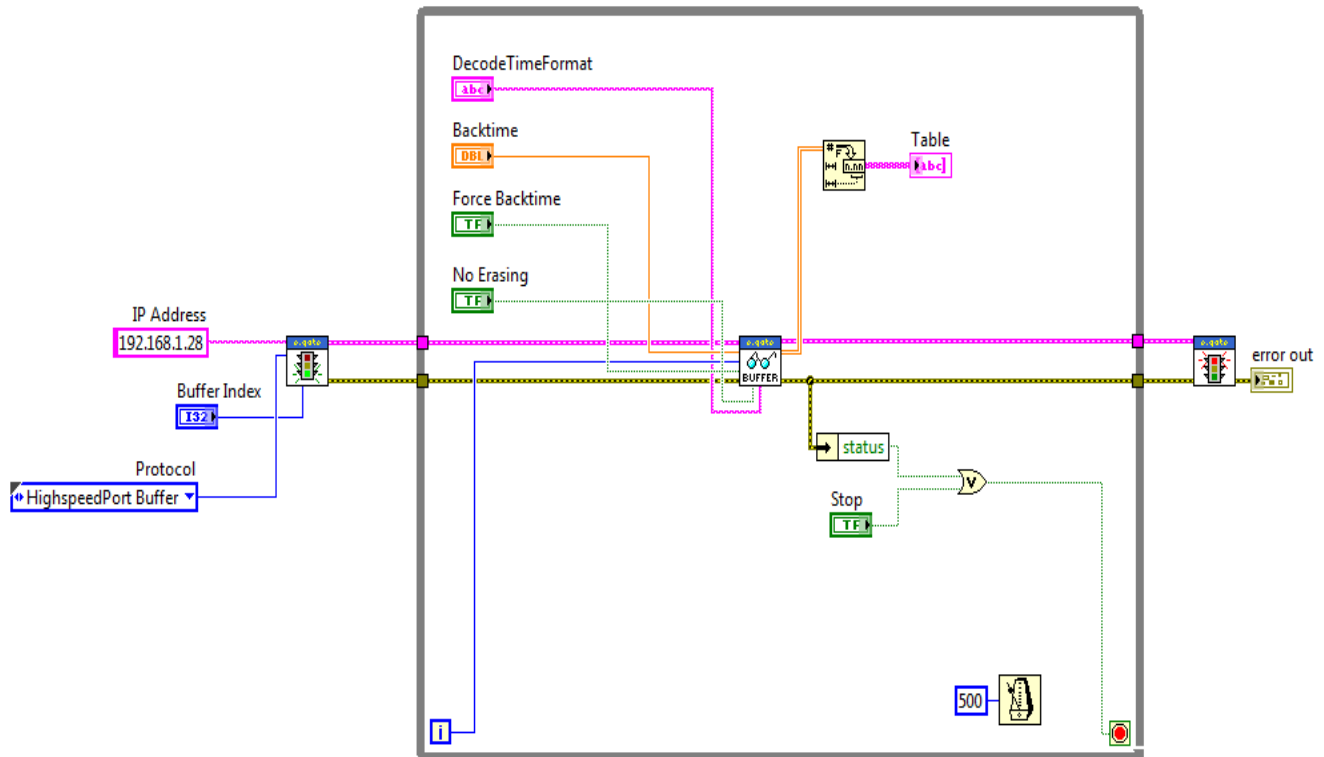 DecodeTimeFormat
abc
Backtime
DBL
Table
# F
n.nn
abc
Force Backtime
TF
No Erasing
TF
IP Address
192.168.1.28
e.gate
e.gate
BUFFER
e.gate
error out
Buffer Index
I32
Protocol
HighspeedPort Buffer
status
V
Stop
TF
500
i